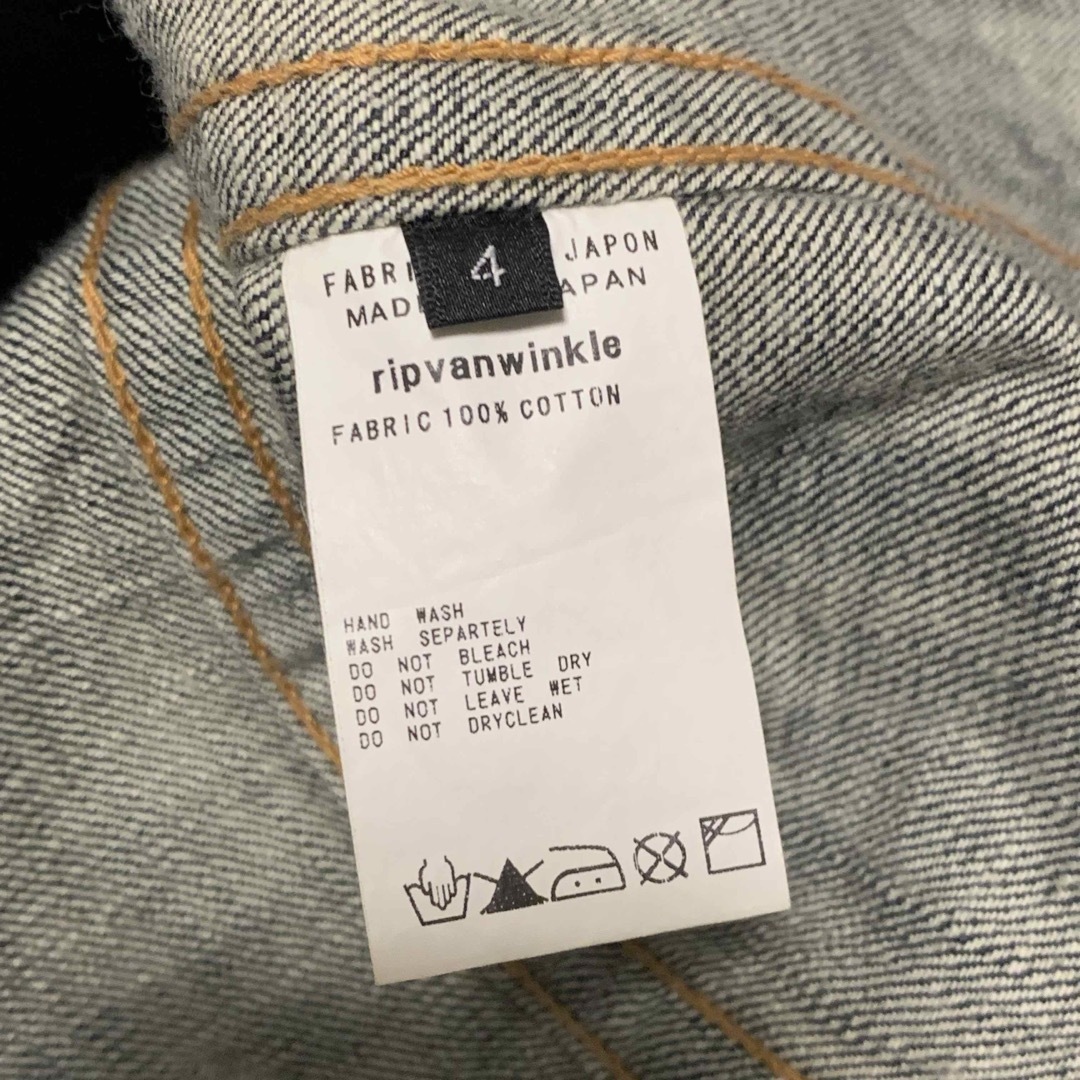 4
FABRI JAPON
MAD APAN
ripvanwinkle
FABRIC 100% COTTON
HAND WASH
WASH SEPARTELY
DO NOT BLEACH
DO NOT TUMBLE DRY
DO NOT LEAVE WET
DO NOT DRYCLEAN